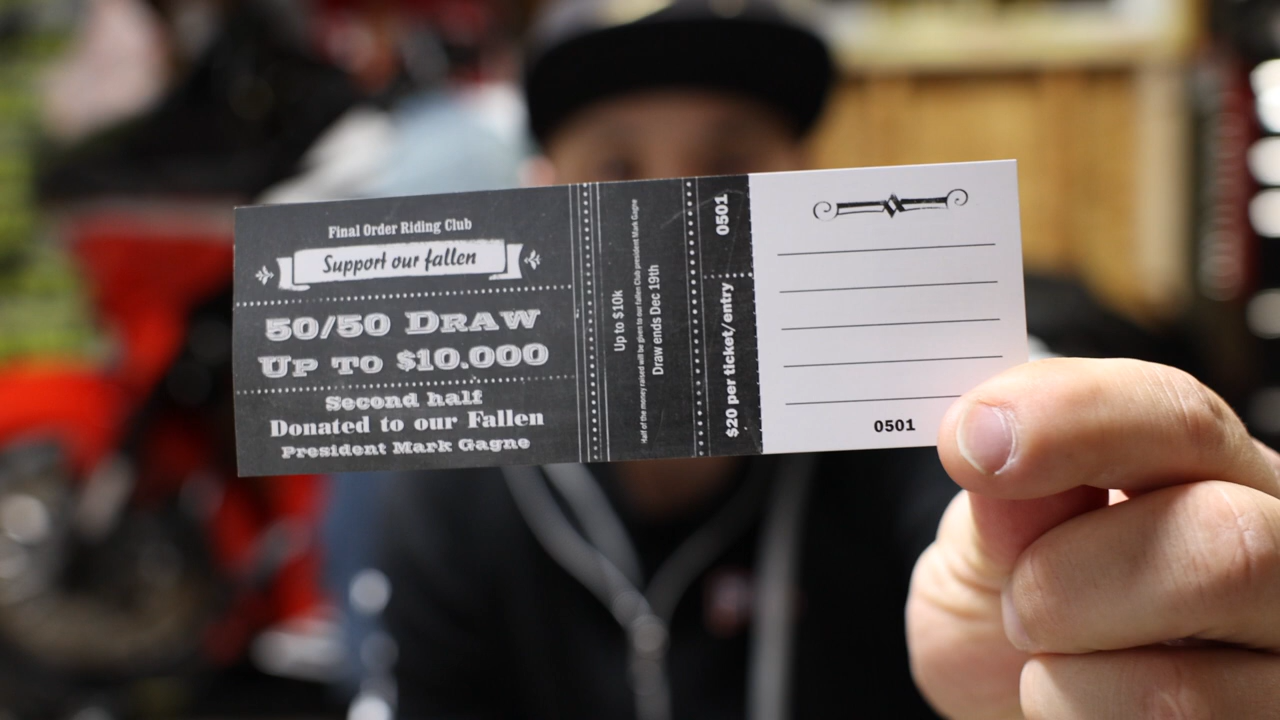 Final Order Riding Club
Support our fallen
50/50 Draw
Up to $10.000
Second half
Donated to our Fallen
President Mark Gagne
Up to $10k
Half of the money raised will be given to our fallen Club president Mark Gagne
Draw ends Dec 19th
0501
$20 per ticket/entry
0501